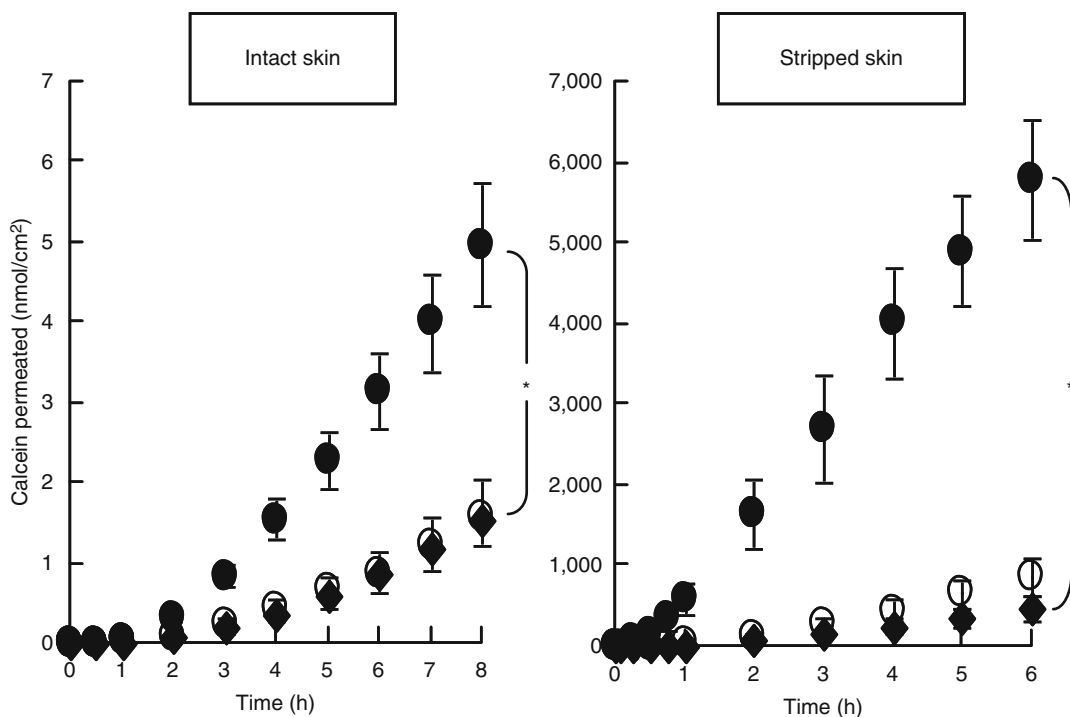 Intact skin
Stripped skin
Calcein permeated (nmol/cm²)
7
6
5
4
3
2
1
0
0 1 2 3 4 5 6 7 8
Time (h)
*
7,000
6,000
5,000
4,000
3,000
2,000
1,000
0
0 1 2 3 4 5 6
Time (h)
*